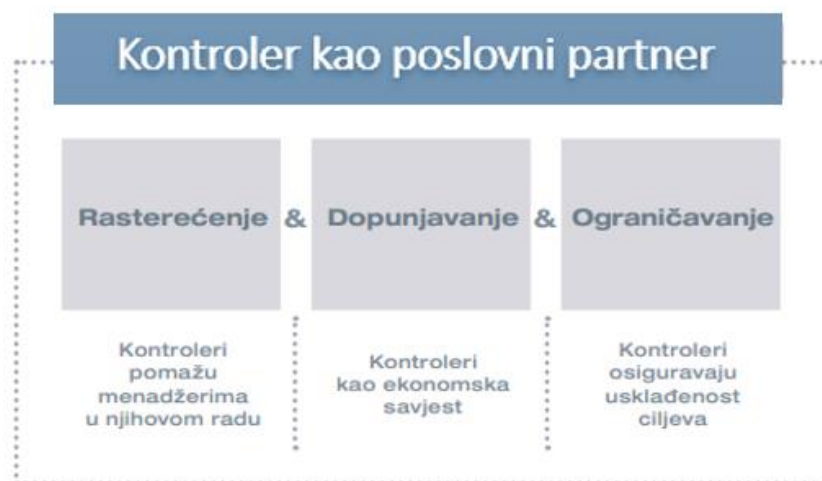 Kontroler kao poslovni partner
Rasterećenje & Dopunjavanje & Ograničavanje
Kontroleri
pomažu
menadžerima
u njihovom radu
Kontroleri
kao ekonomska
savjest
Kontroleri
osiguravaju
usklađenost
ciljeva